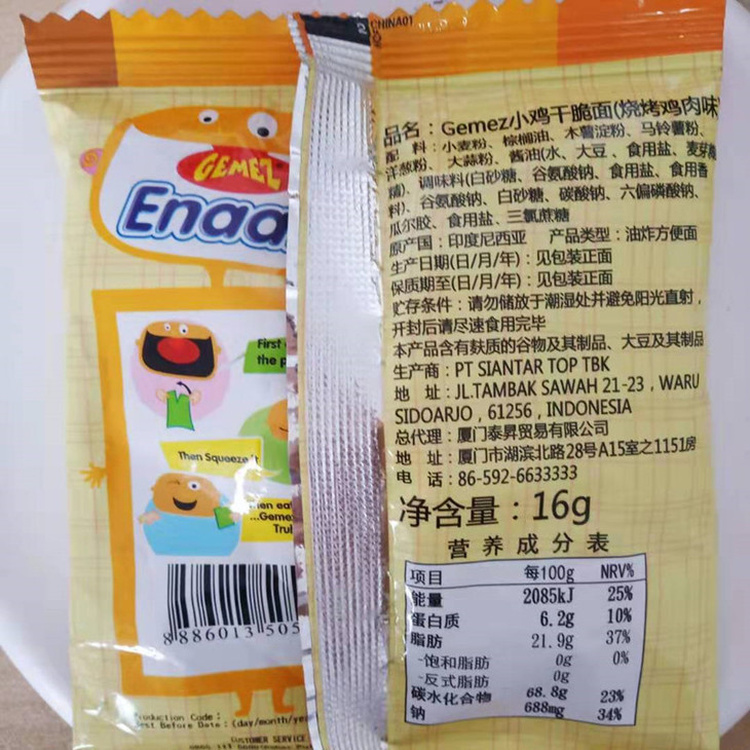 CHINA01
GEMEZ
Enaa
First
the p
Then Squeeze it
hen eat
...Gemez
Trul
8 886013 505
Production Code :
Best Before Date : (day/month/yea
CUSTOMER SERVICE
品名：Gemez小鸡干脆面(烧烤鸡肉味
配 料：小麦粉、棕榈油、木薯淀粉、马铃薯粉、
洋葱粉、大蒜粉、酱油(水、大豆、食用盐、麦芽糊
精)、调味料(白砂糖、谷氨酸钠、食用盐、食用香
料)、谷氨酸钠、白砂糖、碳酸钠、六偏磷酸钠、
瓜尔胶、食用盐、三氯蔗糖
原产国：印度尼西亚 产品类型：油炸方便面
生产日期(日/月/年)：见包装正面
保质期至(日/月/年)：见包装正面
贮存条件：请勿储放于潮湿处并避免阳光直射，
开封后请尽速食用完毕
本产品含有麸质的谷物及其制品、大豆及其制品
生产商：PT SIANTAR TOP TBK
地 址：JL.TAMBAK SAWAH 21-23，WARU
SIDOARJO，61256，INDONESIA
总代理：厦门泰昇贸易有限公司
地 址：厦门市湖滨北路28号A15室之1151房
电 话：86-592-6633333
净含量：16g
营养成分表
项目 每100g NRV%
能量 2085kJ 25%
蛋白质 6.2g 10%
脂肪 21.9g 37%
-饱和脂肪 0g 0%
-反式脂肪 0g
碳水化合物 68.8g 23%
钠 688mg 34%